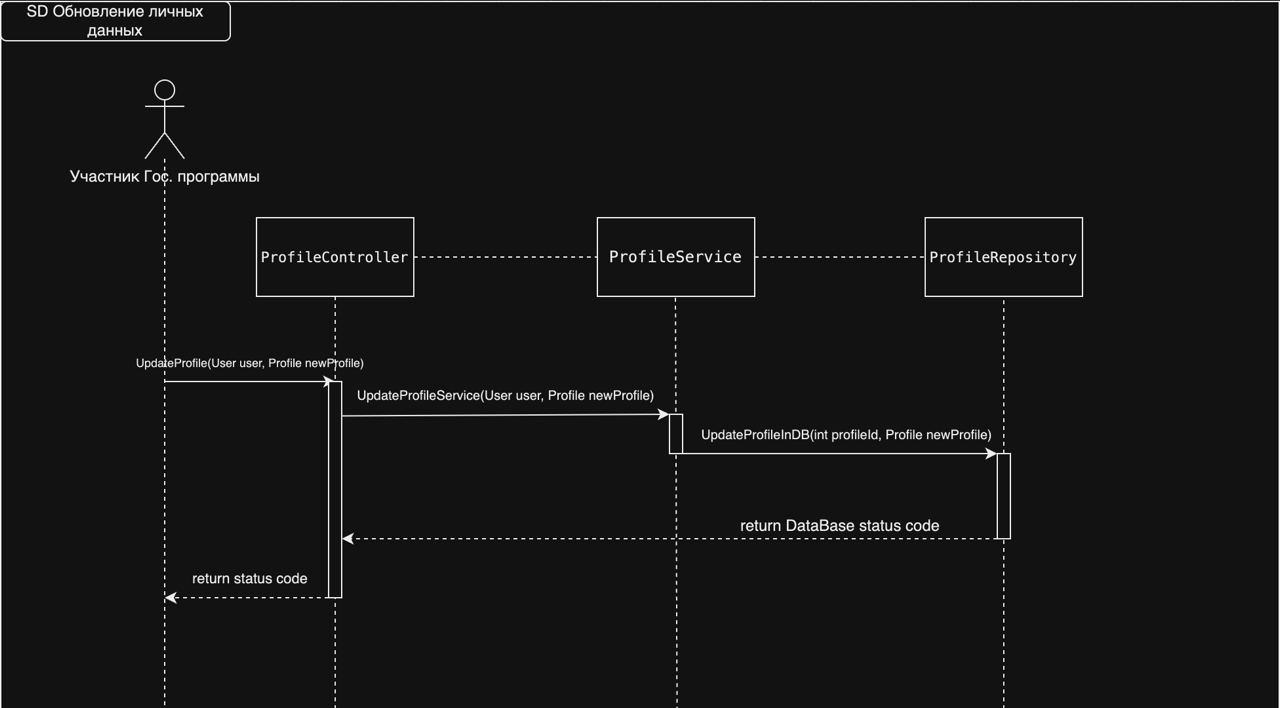 SD Обновление личных
данных
Участник Гос. программы
ProfileController
ProfileService
ProfileRepository
UpdateProfile(User user, Profile newProfile)
UpdateProfileService(User user, Profile newProfile)
UpdateProfileInDB(int profileId, Profile newProfile)
return DataBase status code
return status code